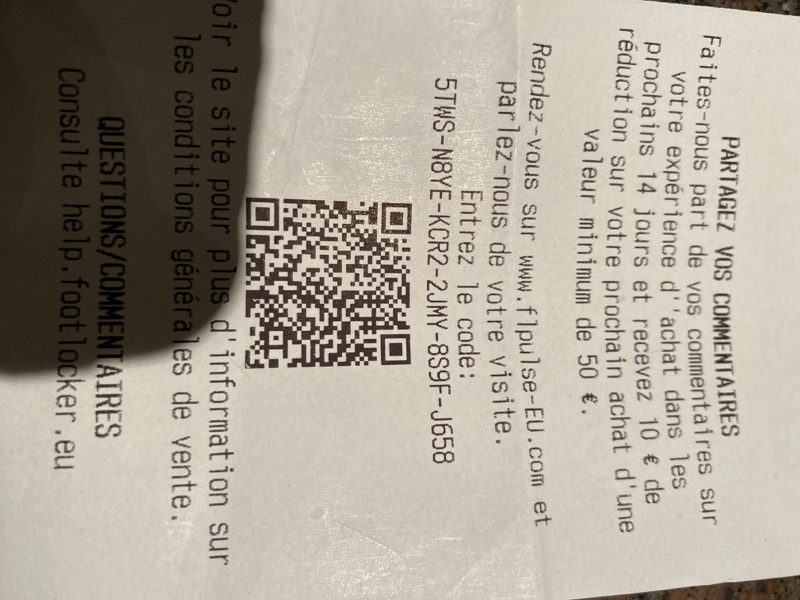 PARTAGEZ VOS COMMENTAIRES
Faites-nous part de vos commentaires sur
votre expérience d'achat dans les
prochains 14 jours et recevez 10 € de
réduction sur votre prochain achat d'une
valeur minimum de 50 €.
Rendez-vous sur www.flpulse-EU.com et
parlez-nous de votre visite.
Entrez le code:
5TWS-N8YE-KCR2-2JMY-8S9F-J658
Voir le site pour plus d'information sur
les conditions générales de vente.
QUESTIONS/COMMENTAIRES
Consulte help.footlocker.eu